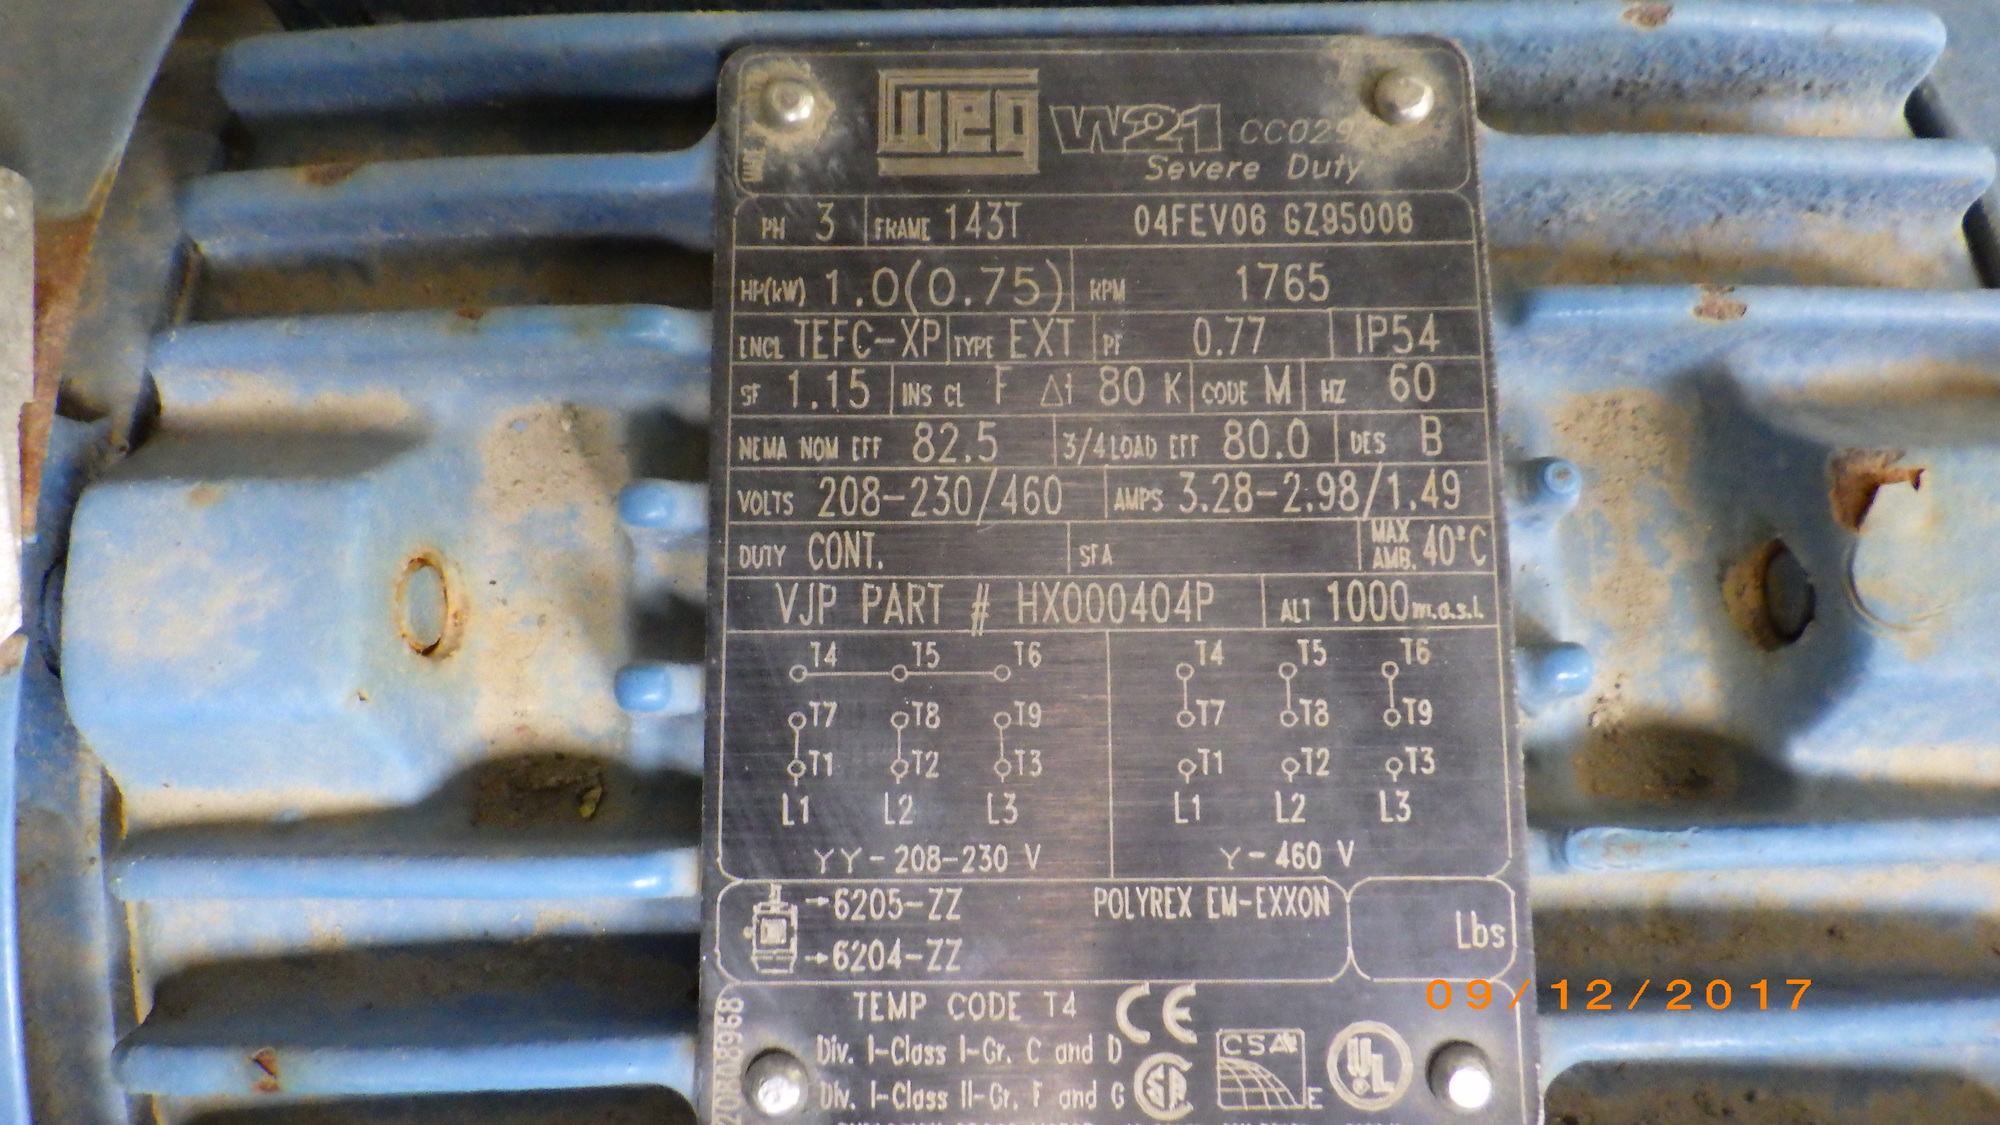 WEG W21 CC029
Severe Duty
PH 3 FRAME 143T 04FEV06 GZ95006
HP(kW) 1.0(0.75) RPM 1765
ENCL TEFC-XP TYPE EXT PF 0.77 IP54
SF 1.15 INS CL F Δt 80 K CODE M HZ 60
NEMA NOM EFF 82.5 3/4LOAD EFF 80.0 DES B
VOLTS 208-230/460 AMPS 3.28-2.98/1.49
DUTY CONT. SFA MAX AMB. 40°C
VJP PART # HX000404P ALT 1000m.a.s.l.
T4 T5 T6 T4 T5 T6
T7 T8 T9 T7 T8 T9
T1 T2 T3 T1 T2 T3
L1 L2 L3 L1 L2 L3
YY-208-230 V Y-460 V
6205-ZZ POLYREX EM-EXXON
6204-ZZ Lbs
09/12/2017
TEMP CODE T4 CE
Div. I-Class I-Gr. C and D CSA UL
Div. I-Class II-Gr. F and G E